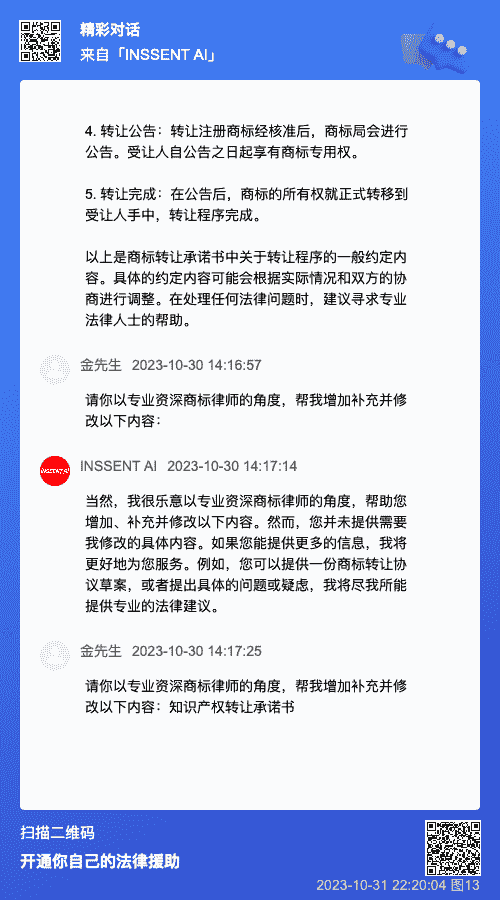 精彩对话
来自「INSSENT AI」
4. 转让公告：转让注册商标经核准后，商标局会进行
公告。受让人自公告之日起享有商标专用权。
5. 转让完成：在公告后，商标的所有权就正式转移到
受让人手中，转让程序完成。
以上是商标转让承诺书中关于转让程序的一般约定内
容。具体的约定内容可能会根据实际情况和双方的协
商进行调整。在处理任何法律问题时，建议寻求专业
法律人士的帮助。
金先生 2023-10-30 14:16:57
请你以专业资深商标律师的角度，帮我增加补充并修
改以下内容：
INSSENT AI
INSSENT AI 2023-10-30 14:17:14
当然，我很乐意以专业资深商标律师的角度，帮助您
增加、补充并修改以下内容。然而，您并未提供需要
我修改的具体内容。如果您能提供更多的信息，我将
更好地为您服务。例如，您可以提供一份商标转让协
议草案，或者提出具体的问题或疑虑，我将尽我所能
提供专业的法律建议。
金先生 2023-10-30 14:17:25
请你以专业资深商标律师的角度，帮我增加补充并修
改以下内容：知识产权转让承诺书
扫描二维码
开通你自己的法律援助
2023-10-31 22:20:04 图13